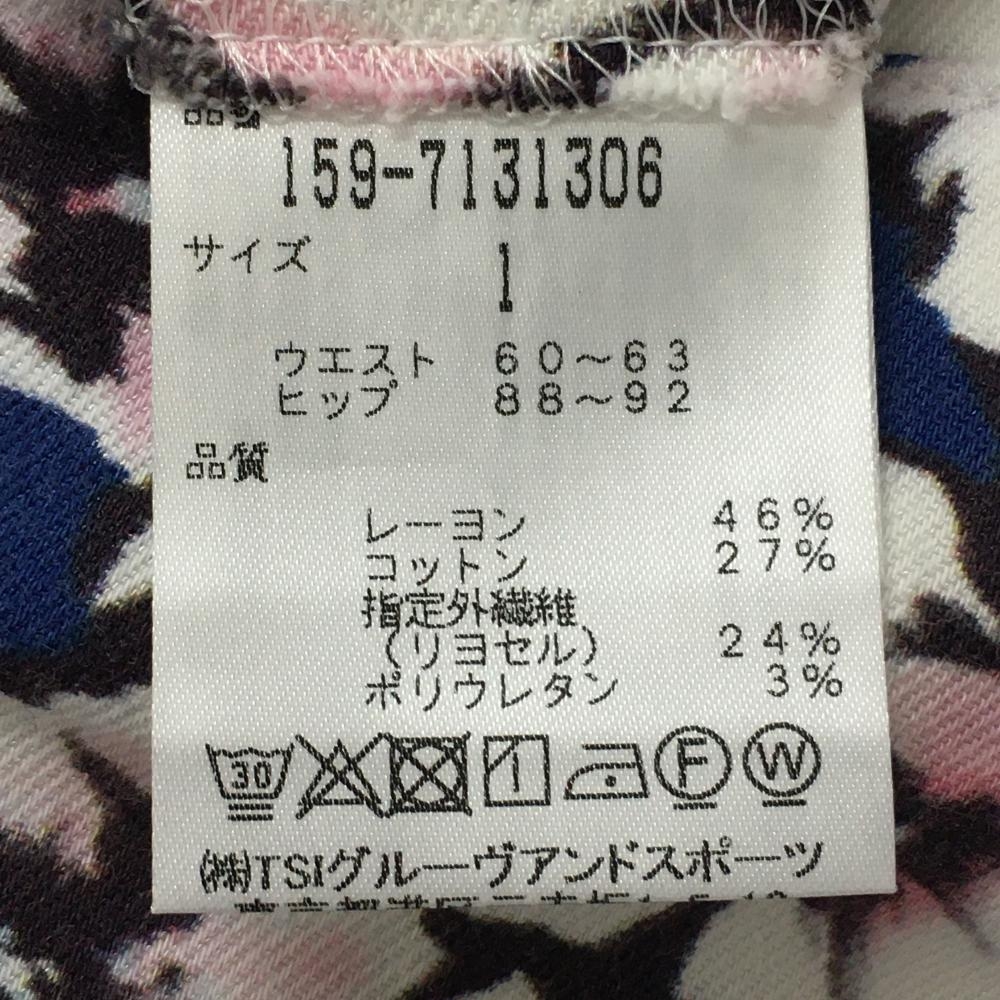 品番
159-7131306
サイズ 1
ウエスト 60～63
ヒップ 88～92
品質
レーヨン 46%
コットン 27%
指定外繊維
(リヨセル) 24%
ポリウレタン 3%
30 1 F W
(株)TSIグルーヴアンドスポーツ